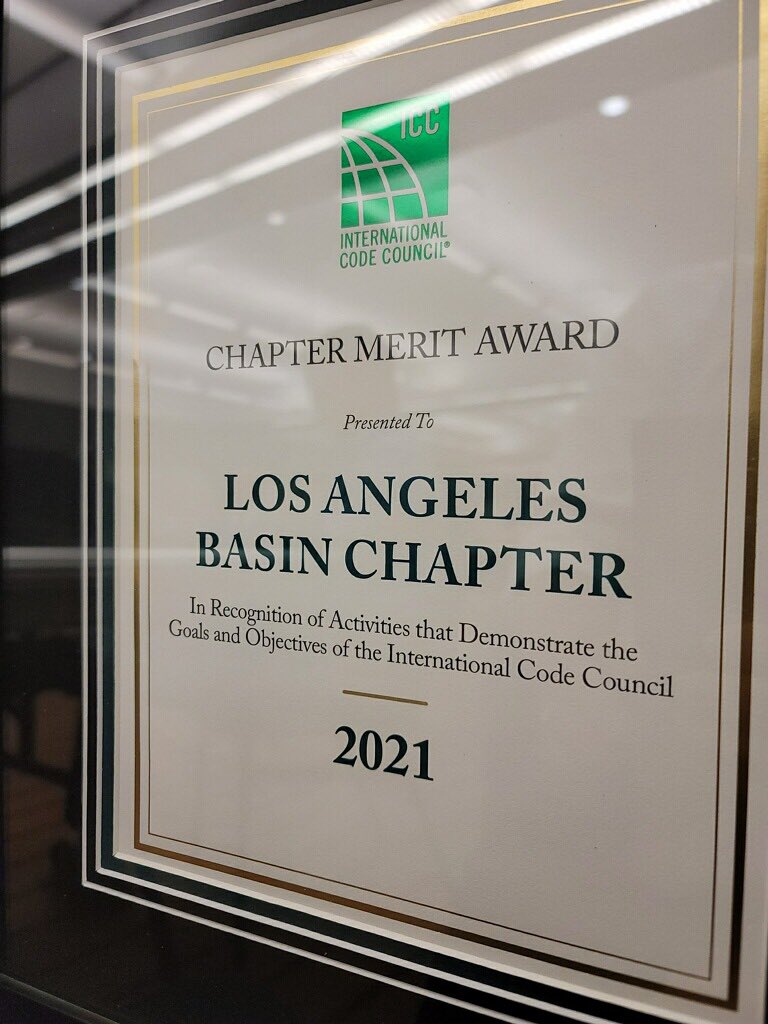 ICC
INTERNATIONAL
CODE COUNCIL®
CHAPTER MERIT AWARD
Presented To
LOS ANGELES
BASIN CHAPTER
In Recognition of Activities that Demonstrate the
Goals and Objectives of the International Code Council
2021